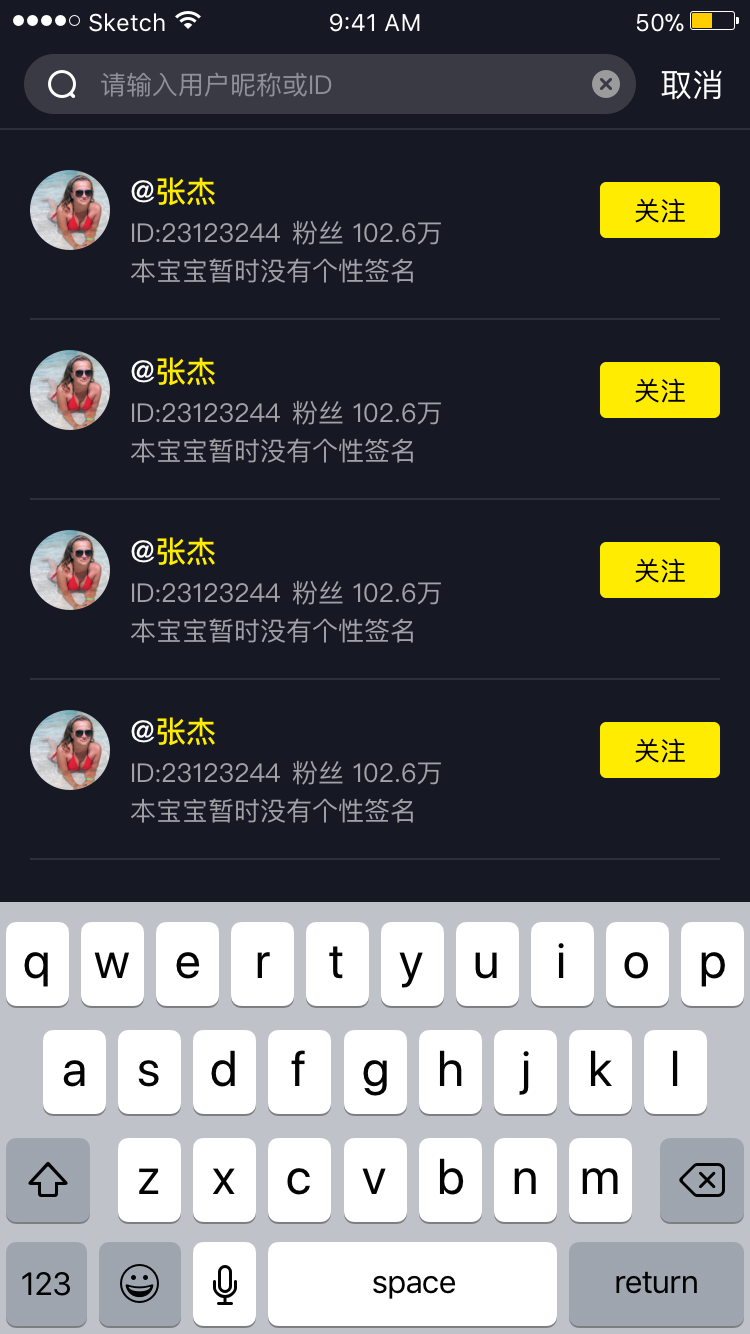 Sketch 9:41 AM 50%
请输入用户昵称或ID 取消
@张杰
关注
ID:23123244 粉丝 102.6万
本宝宝暂时没有个性签名
@张杰
关注
ID:23123244 粉丝 102.6万
本宝宝暂时没有个性签名
@张杰
关注
ID:23123244 粉丝 102.6万
本宝宝暂时没有个性签名
@张杰
关注
ID:23123244 粉丝 102.6万
本宝宝暂时没有个性签名
q w e r t y u i o p
a s d f g h j k l
z x c v b n m
123 space return